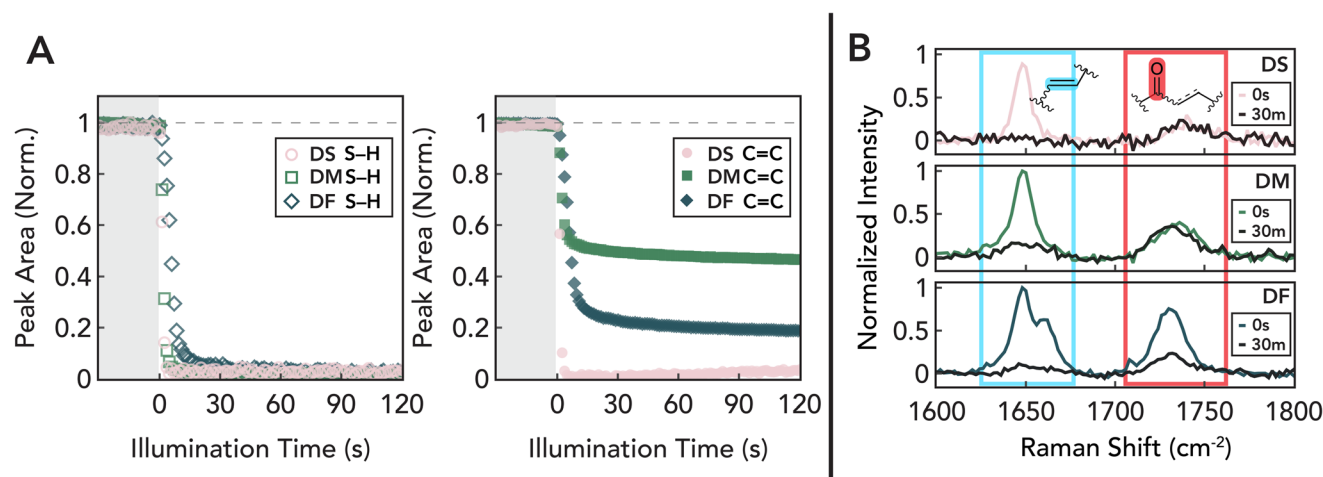 A
Peak Area (Norm.)
1
0.8
0.6
0.4
0.2
0
DS S–H
DM S–H
DF S–H
0 30 60 90 120
Illumination Time (s)
Peak Area (Norm.)
1
0.8
0.6
0.4
0.2
0
DS C=C
DM C=C
DF C=C
0 30 60 90 120
Illumination Time (s)
B
Normalized Intensity
1
0.5
0
O
DS
0s
30m
1
0.5
0
DM
0s
30m
1
0.5
0
DF
0s
30m
1600 1650 1700 1750 1800
Raman Shift (cm-2)